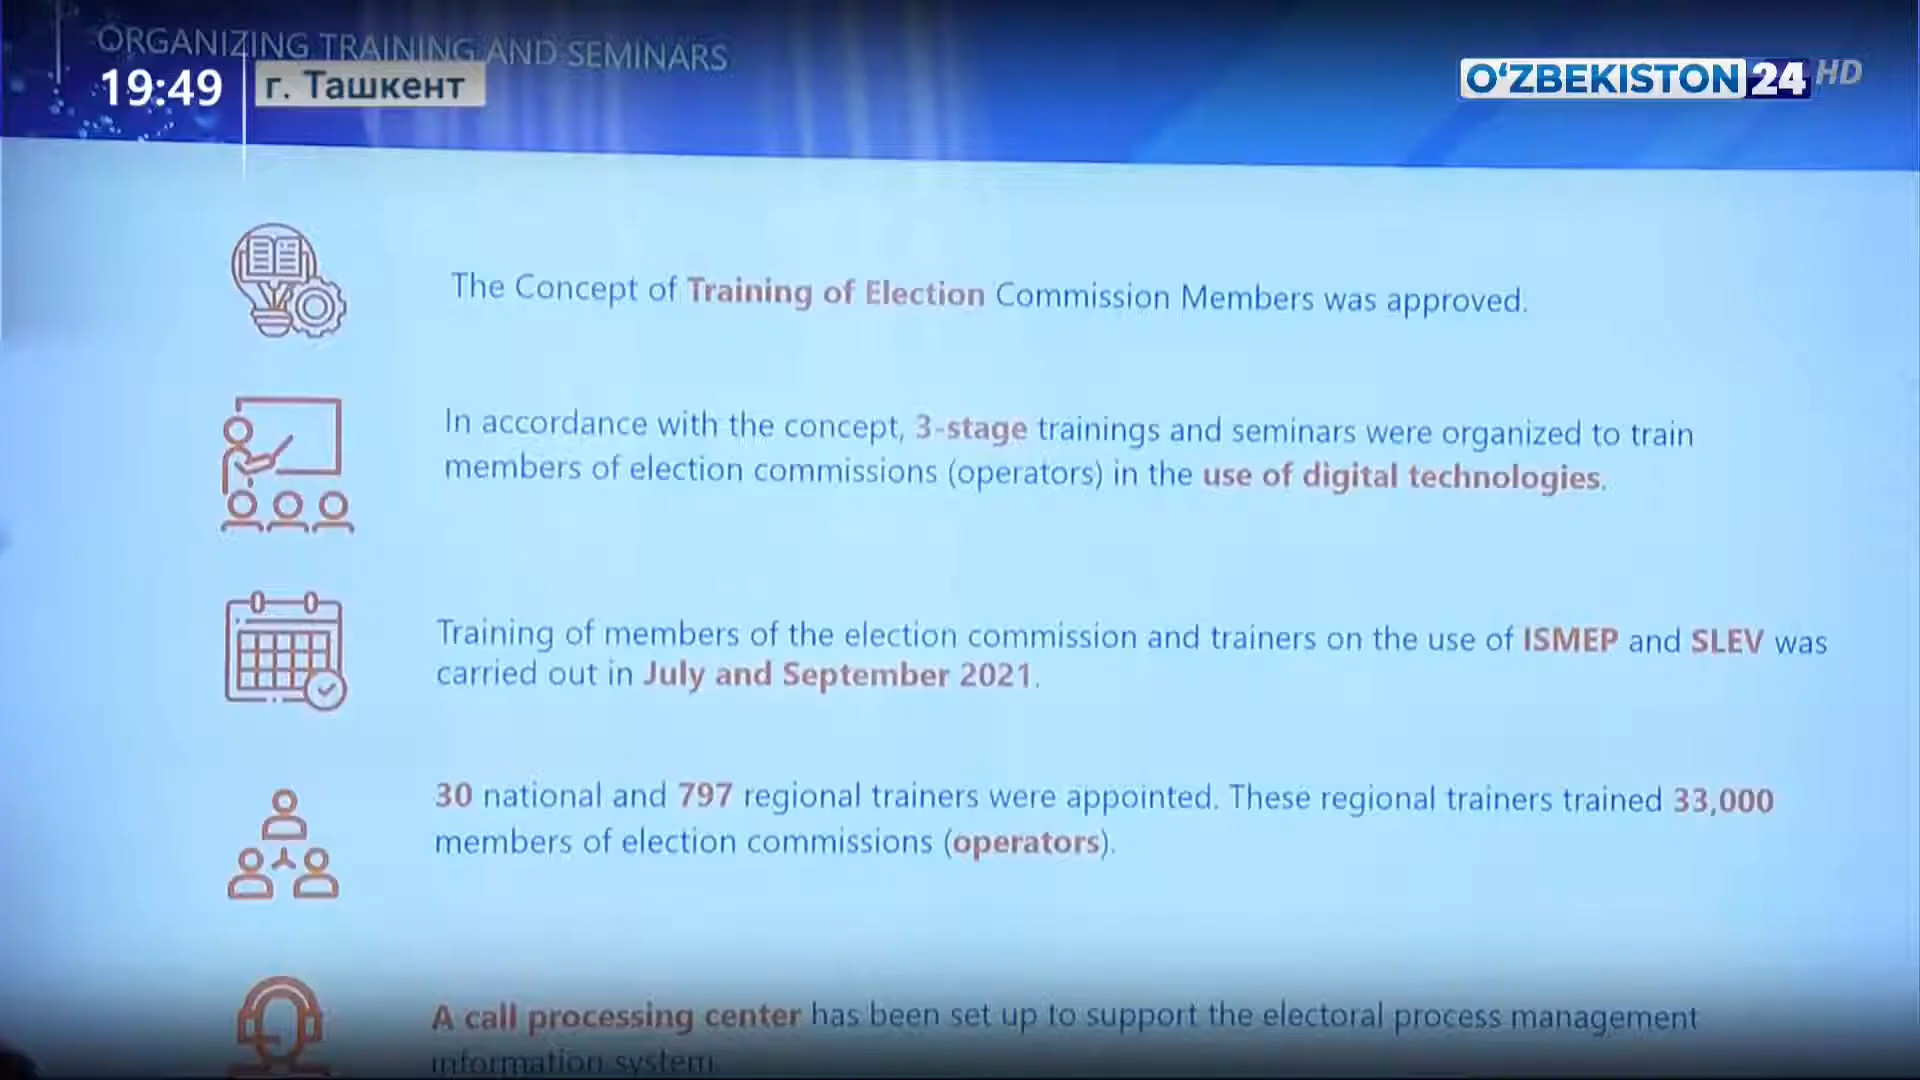 ORGANIZING TRAINING AND SEMINARS
19:49
г. Ташкент
O‘ZBEKISTON 24 HD
The Concept of Training of Election Commission Members was approved.
In accordance with the concept, 3-stage trainings and seminars were organized to train
members of election commissions (operators) in the use of digital technologies.
Training of members of the election commission and trainers on the use of ISMEP and SLEV was
carried out in July and September 2021.
30 national and 797 regional trainers were appointed. These regional trainers trained 33,000
members of election commissions (operators).
A call processing center has been set up to support the electoral process management
information system.